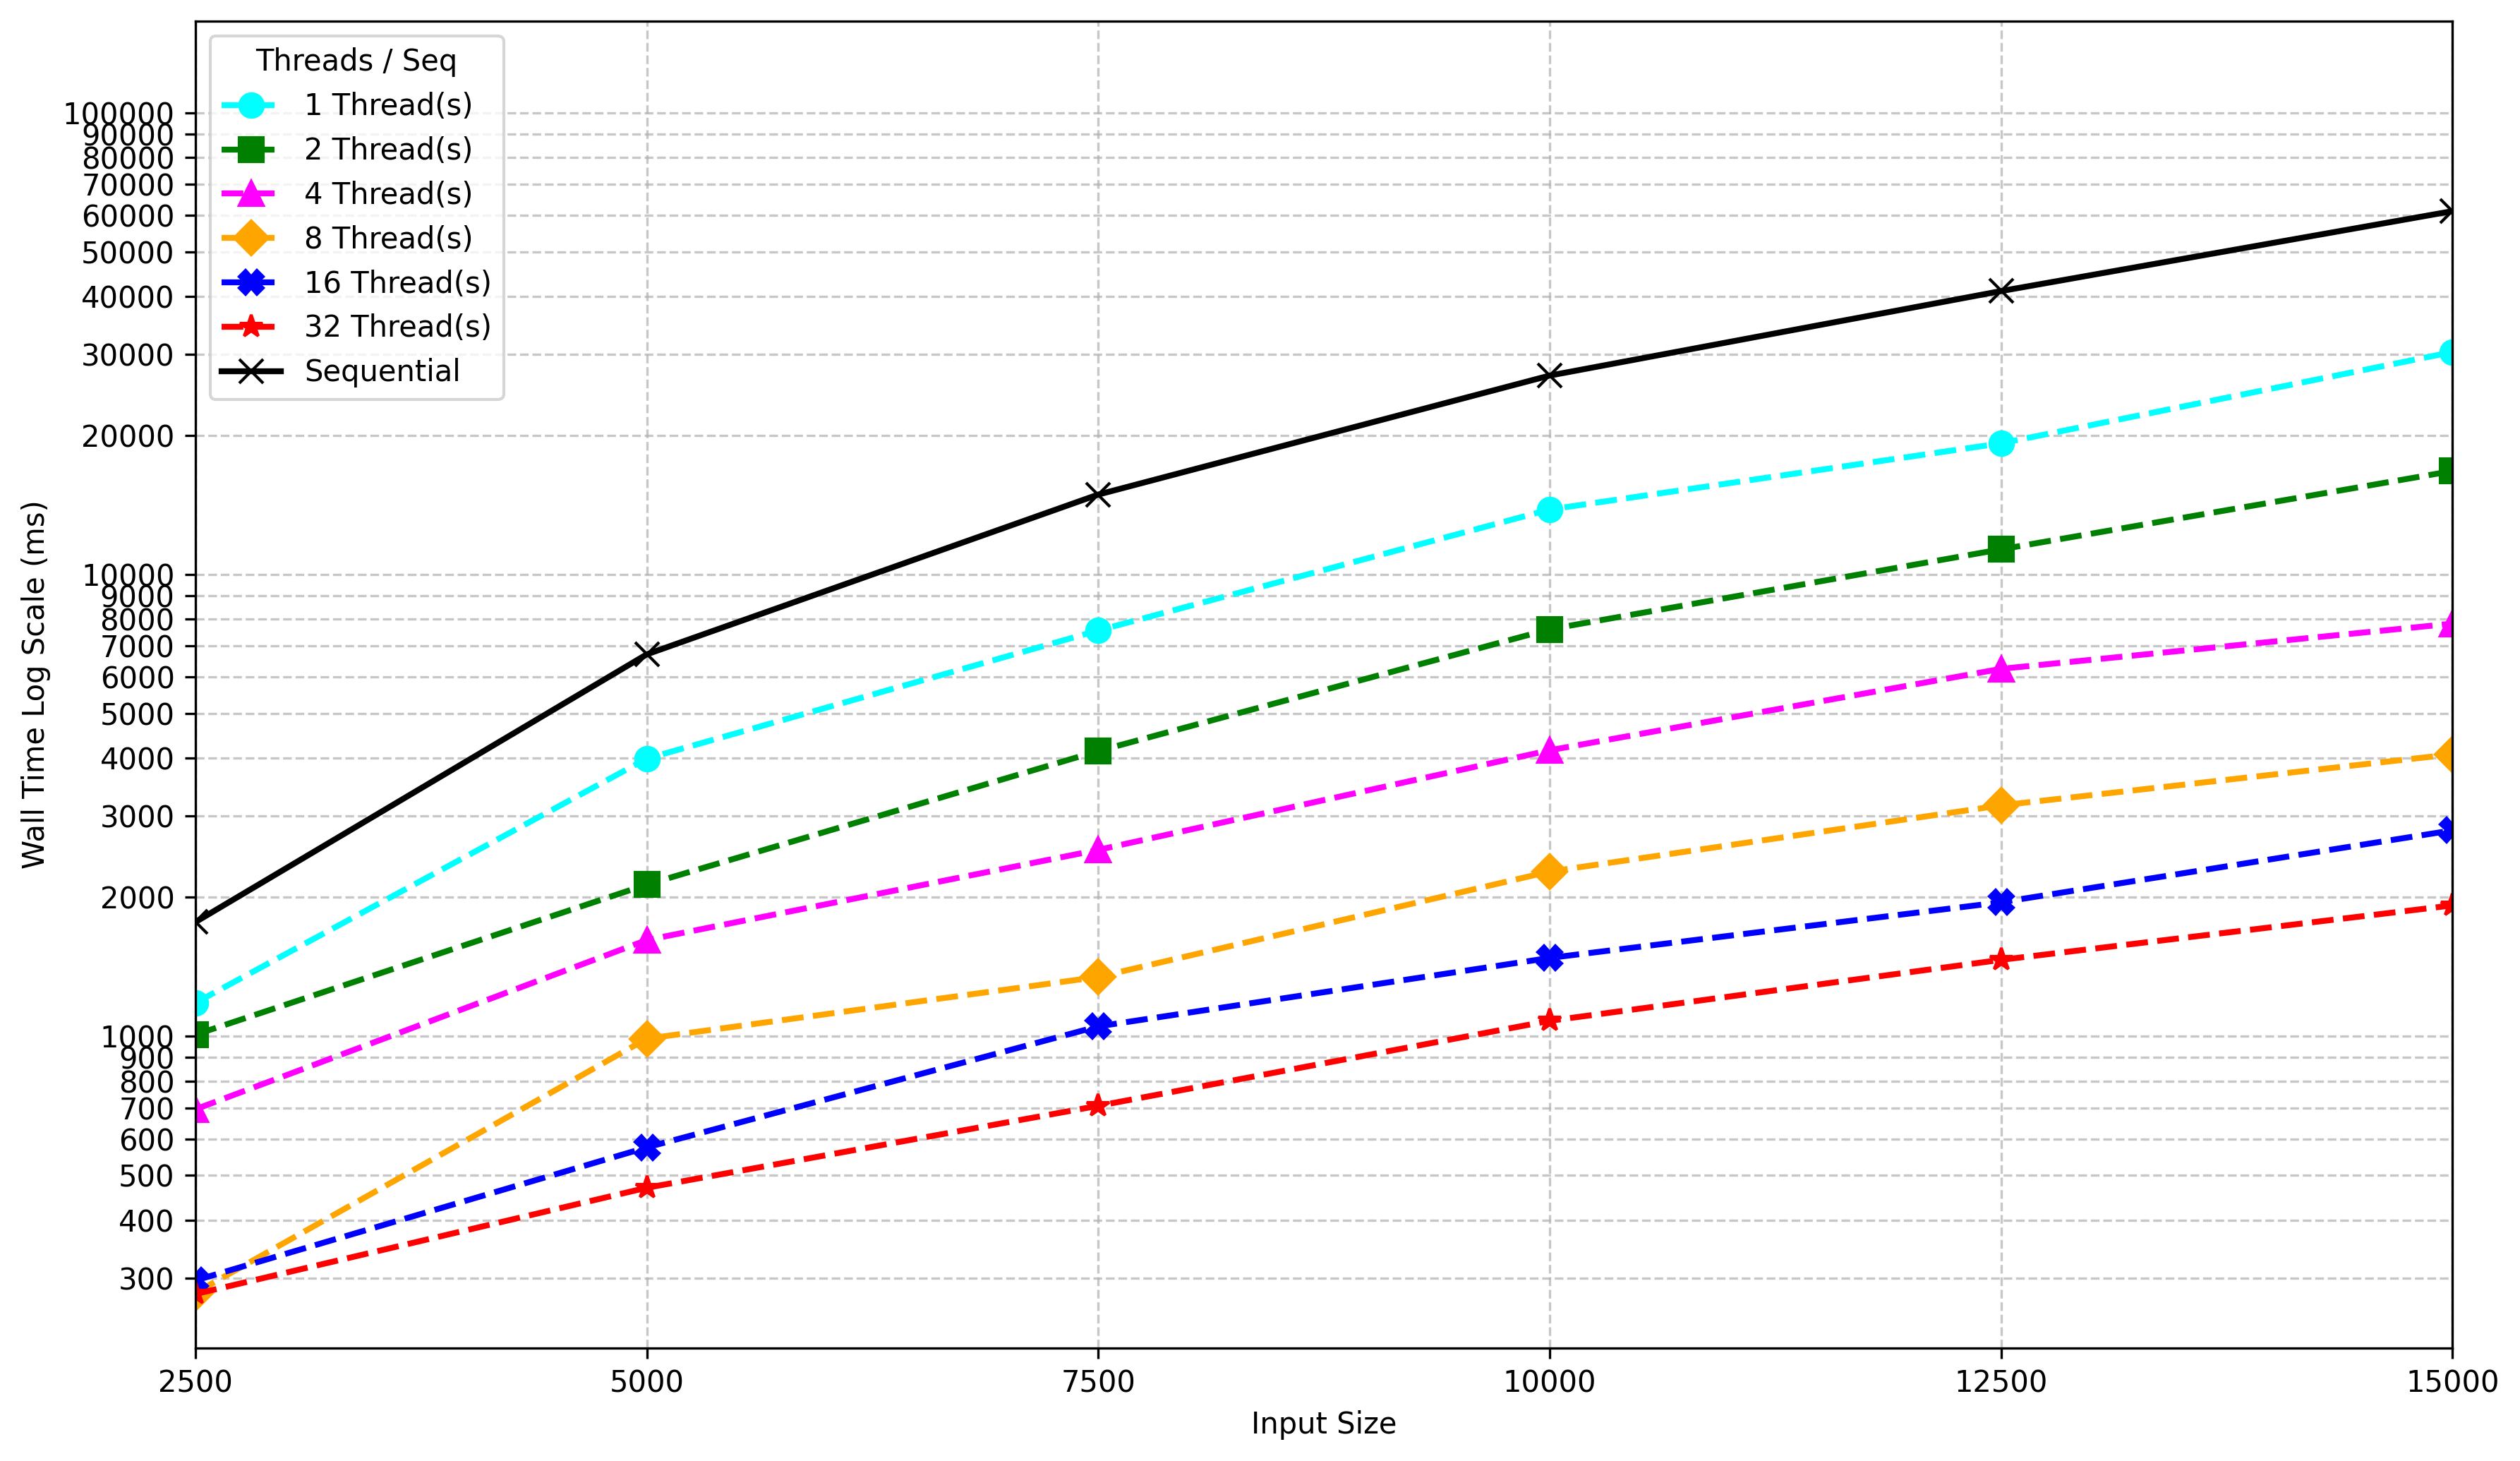 Threads / Seq
1 Thread(s)
2 Thread(s)
4 Thread(s)
8 Thread(s)
16 Thread(s)
32 Thread(s)
Sequential
100000
90000
80000
70000
60000
50000
40000
30000
20000
10000
9000
8000
7000
6000
5000
4000
3000
2000
1000
900
800
700
600
500
400
300
Wall Time Log Scale (ms)
2500 5000 7500 10000 12500 15000
Input Size